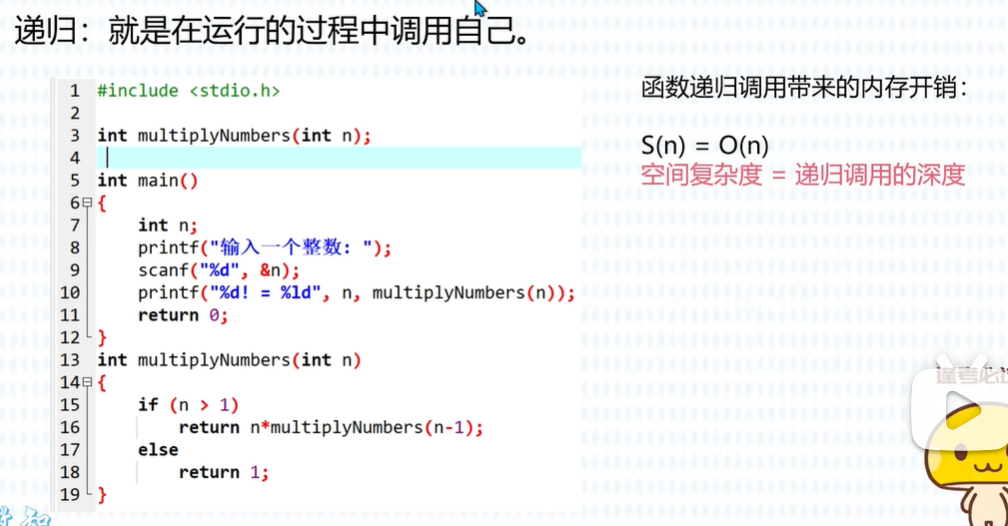 递归：就是在运行的过程中调用自己。
1 #include <stdio.h>
2
3 int multiplyNumbers(int n);
4
5 int main()
6 {
7 int n;
8 printf("输入一个整数: ");
9 scanf("%d", &n);
10 printf("%d! = %ld", n, multiplyNumbers(n));
11 return 0;
12 }
13 int multiplyNumbers(int n)
14 {
15 if (n > 1)
16 return n*multiplyNumbers(n-1);
17 else
18 return 1;
19 }
函数递归调用带来的内存开销：
S(n) = O(n)
空间复杂度 = 递归调用的深度